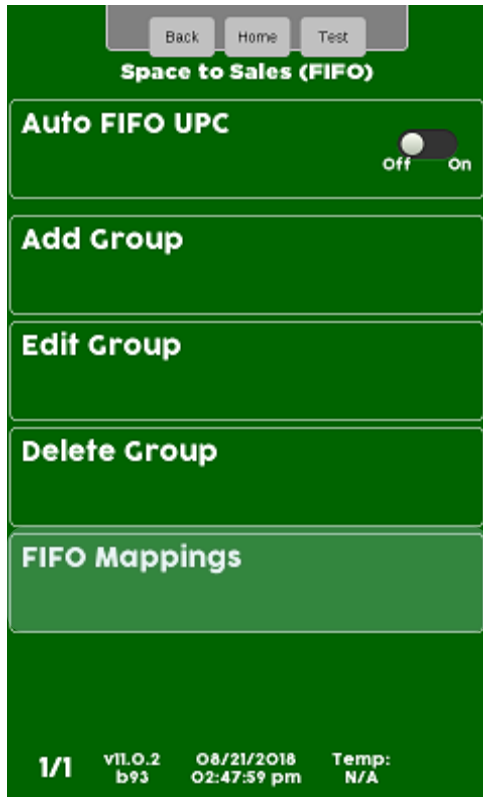 Back Home Test
Space to Sales (FIFO)
Auto FIFO UPC
Off On
Add Group
Edit Group
Delete Group
FIFO Mappings
1/1 v11.0.2 08/21/2018 Temp:
b93 02:47:59 pm N/A